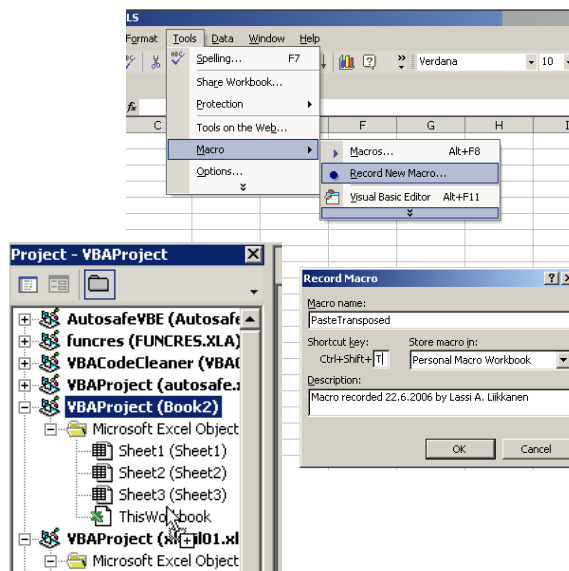 LS
Format Tools Data Window Help
Verdana 10
Spelling... F7
Share Workbook...
Protection
Tools on the Web...
Macro
Options...
fx
C F G H I
Macros... Alt+F8
Record New Macro...
Visual Basic Editor Alt+F11
Project - VBAProject
AutosafeVBE (Autosafe
funcres (FUNCRES.XLA)
VBACodeCleaner (VBAC
VBAProject (autosafe.x
VBAProject (Book2)
Microsoft Excel Object
Sheet1 (Sheet1)
Sheet2 (Sheet2)
Sheet3 (Sheet3)
ThisWorkbook
VBAProject
il01.xl
Microsoft Excel Object
Record Macro
Macro name:
PasteTransposed
Shortcut key: Store macro in:
Ctrl+Shift+ T Personal Macro Workbook
Description:
Macro recorded 22.6.2006 by Lassi A. Liikkanen
OK Cancel